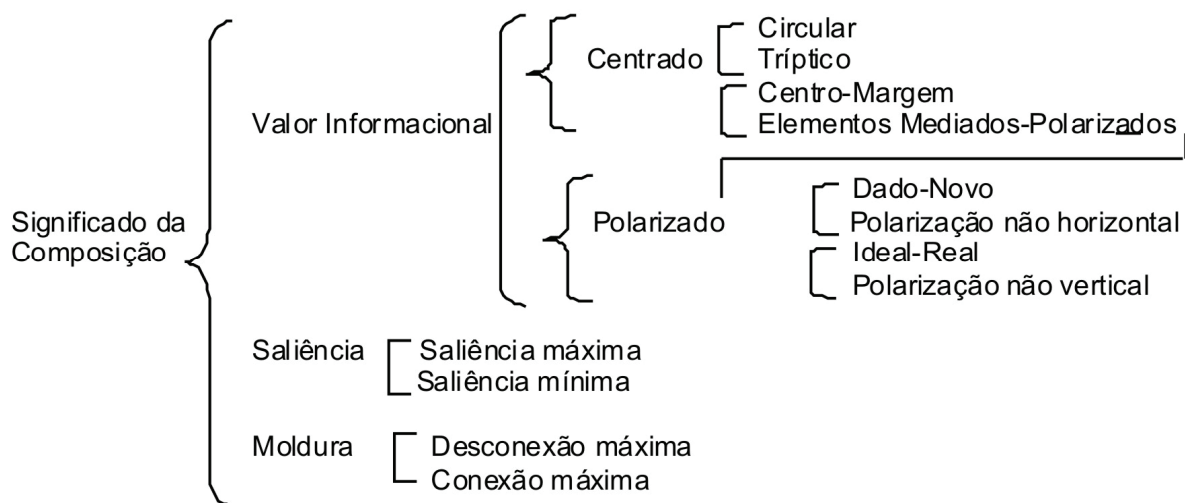 Circular
Centrado
Tríptico
Centro-Margem
Valor Informacional
Elementos Mediados-Polarizados
Dado-Novo
Significado da
Composição
Polarizado
Polarização não horizontal
Ideal-Real
Polarização não vertical
Saliência
Saliência máxima
Saliência mínima
Moldura
Desconexão máxima
Conexão máxima